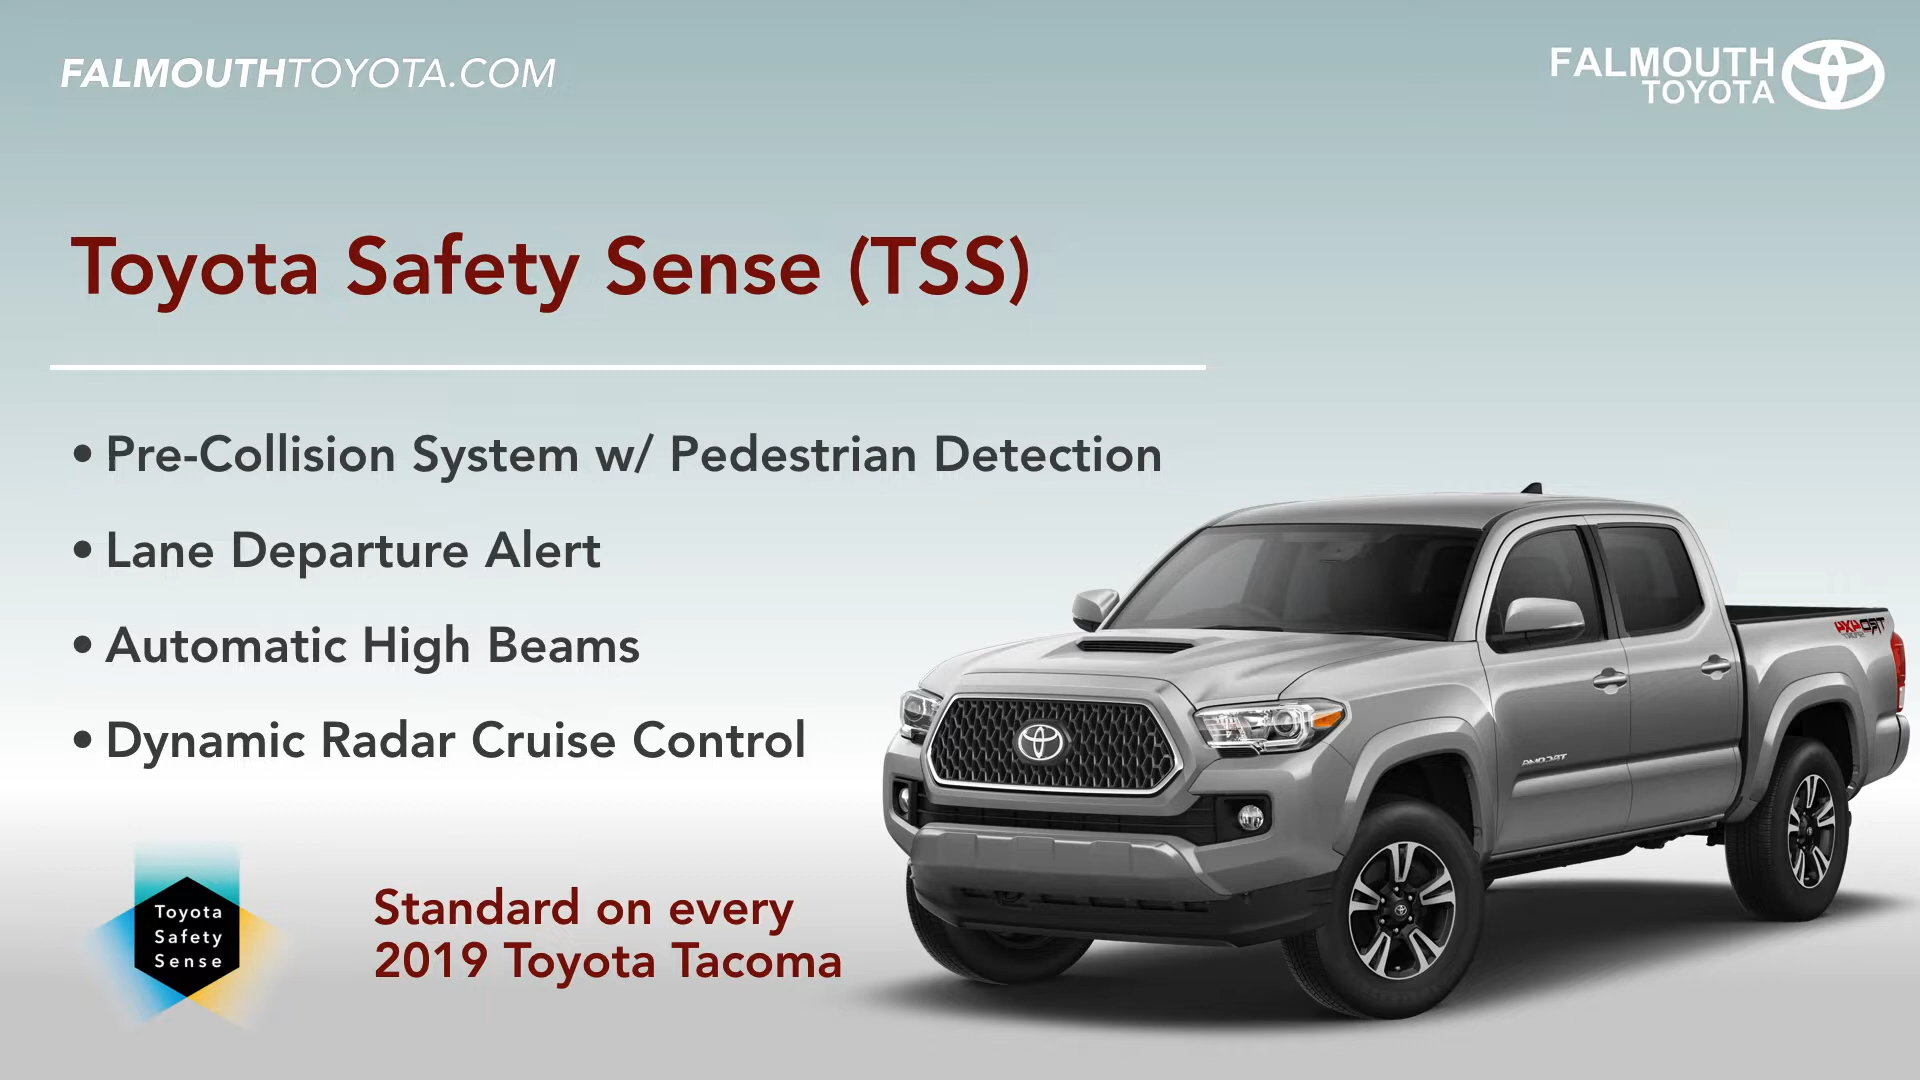 FALMOUTHTOYOTA.COM
FALMOUTH
TOYOTA
Toyota Safety Sense (TSS)
• Pre-Collision System w/ Pedestrian Detection
• Lane Departure Alert
• Automatic High Beams
• Dynamic Radar Cruise Control
Toyota
Safety
Sense
Standard on every
2019 Toyota Tacoma